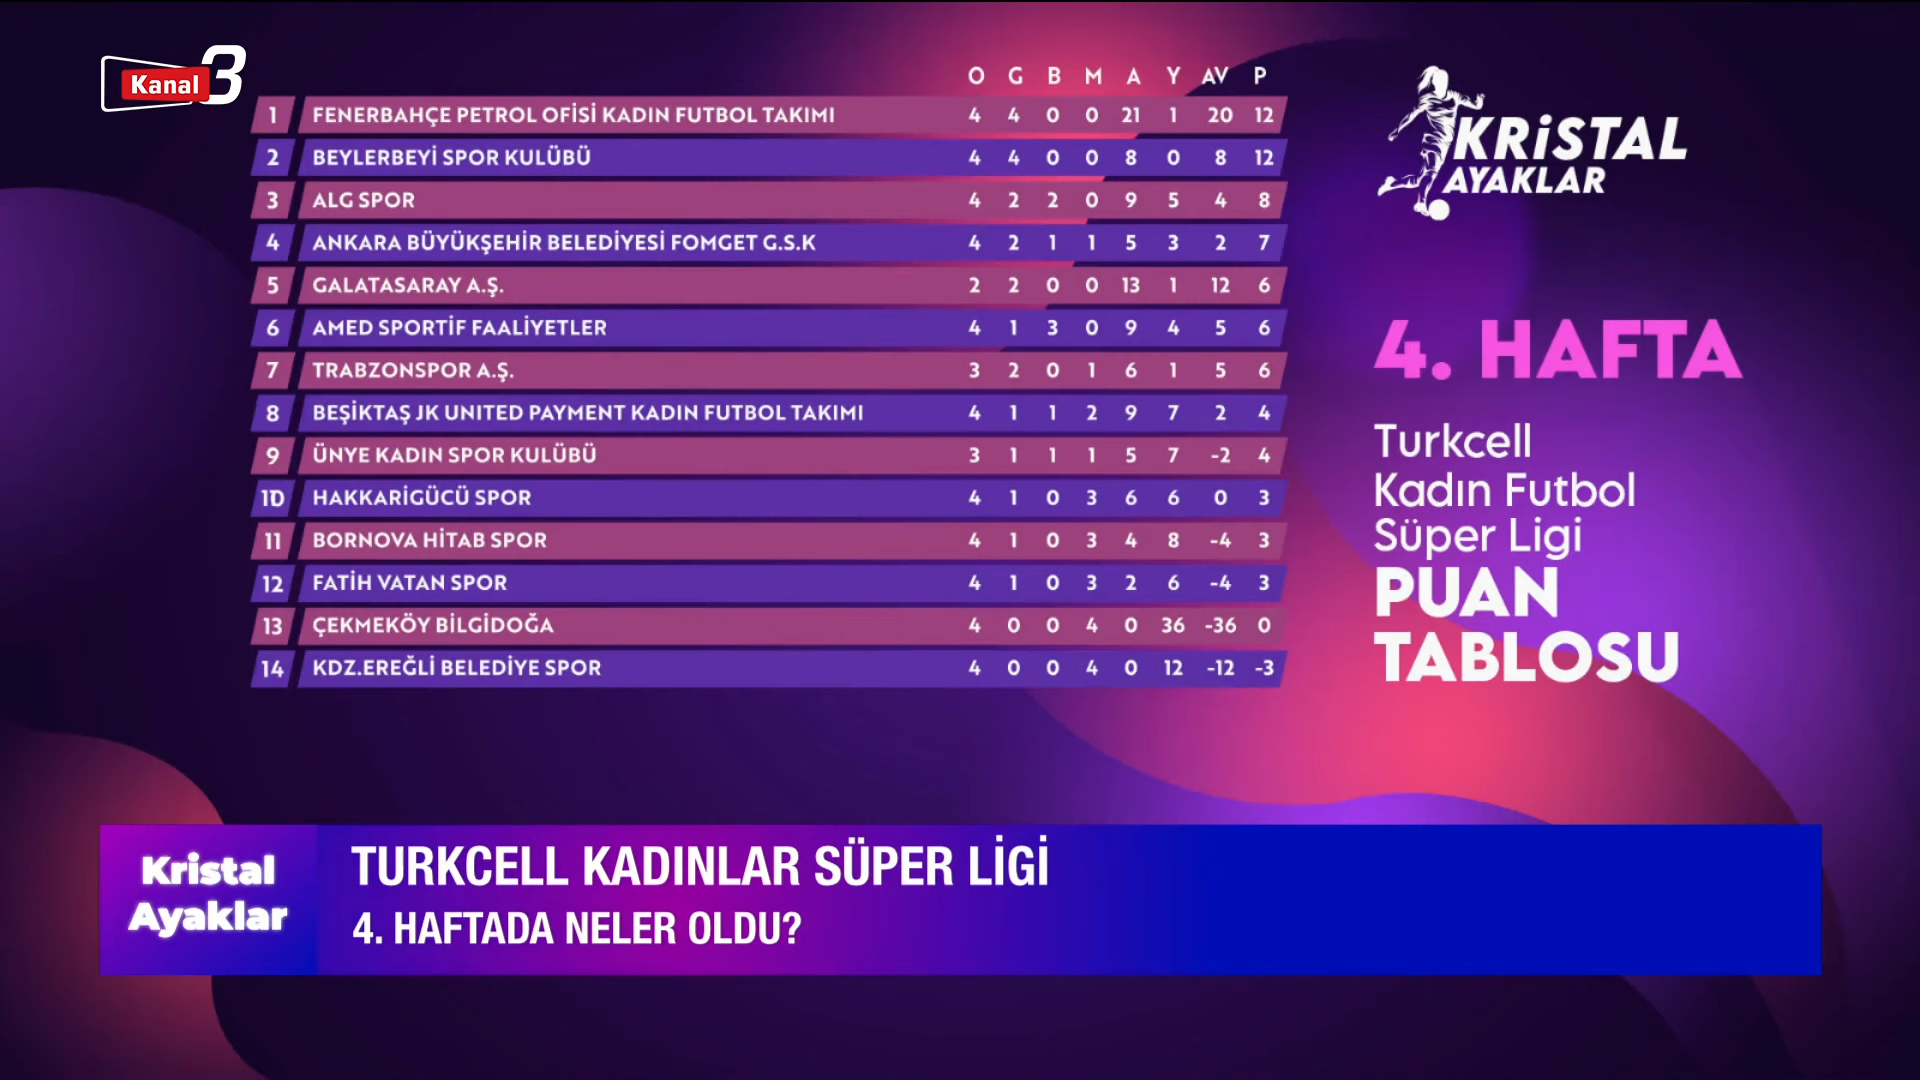 Kanal 3
O G B M A Y AV P
1 FENERBAHÇE PETROL OFİSİ KADIN FUTBOL TAKIMI 4 4 0 0 21 1 20 12
2 BEYLERBEYİ SPOR KULÜBÜ 4 4 0 0 8 0 8 12
3 ALG SPOR 4 2 2 0 9 5 4 8
4 ANKARA BÜYÜKŞEHİR BELEDİYESİ FOMGET G.S.K 4 2 1 1 5 3 2 7
5 GALATASARAY A.Ş. 2 2 0 0 13 1 12 6
6 AMED SPORTİF FAALİYETLER 4 1 3 0 9 4 5 6
7 TRABZONSPOR A.Ş. 3 2 0 1 6 1 5 6
8 BEŞİKTAŞ JK UNITED PAYMENT KADIN FUTBOL TAKIMI 4 1 1 2 9 7 2 4
9 ÜNYE KADIN SPOR KULÜBÜ 3 1 1 1 5 7 -2 4
10 HAKKARİGÜCÜ SPOR 4 1 0 3 6 6 0 3
11 BORNOVA HİTAB SPOR 4 1 0 3 4 8 -4 3
12 FATİH VATAN SPOR 4 1 0 3 2 6 -4 3
13 ÇEKMEKÖY BİLGİDOĞA 4 0 0 4 0 36 -36 0
14 KDZ.EREĞLİ BELEDİYE SPOR 4 0 0 4 0 12 -12 -3
KRiSTAL
AYAKLAR
4. HAFTA
Turkcell
Kadın Futbol
Süper Ligi
PUAN
TABLOSU
Kristal
Ayaklar
TURKCELL KADINLAR SÜPER LİGİ
4. HAFTADA NELER OLDU?